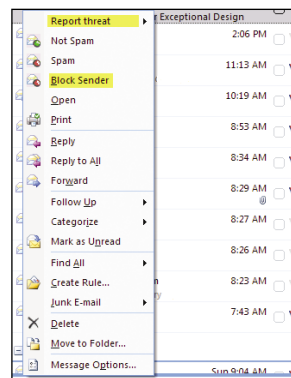 Report threat
r Exceptional Design
Not Spam
2:06 PM
Spam
11:13 AM
Block Sender
Open
10:19 AM
Print
8:53 AM
Reply
Reply to All
8:34 AM
Forward
8:29 AM
Follow Up
Categorize
8:27 AM
Mark as Unread
8:26 AM
Find All
Create Rule...
8:23 AM
Junk E-mail
7:43 AM
Delete
Move to Folder...
Message Options...
Sun 9:04 AM